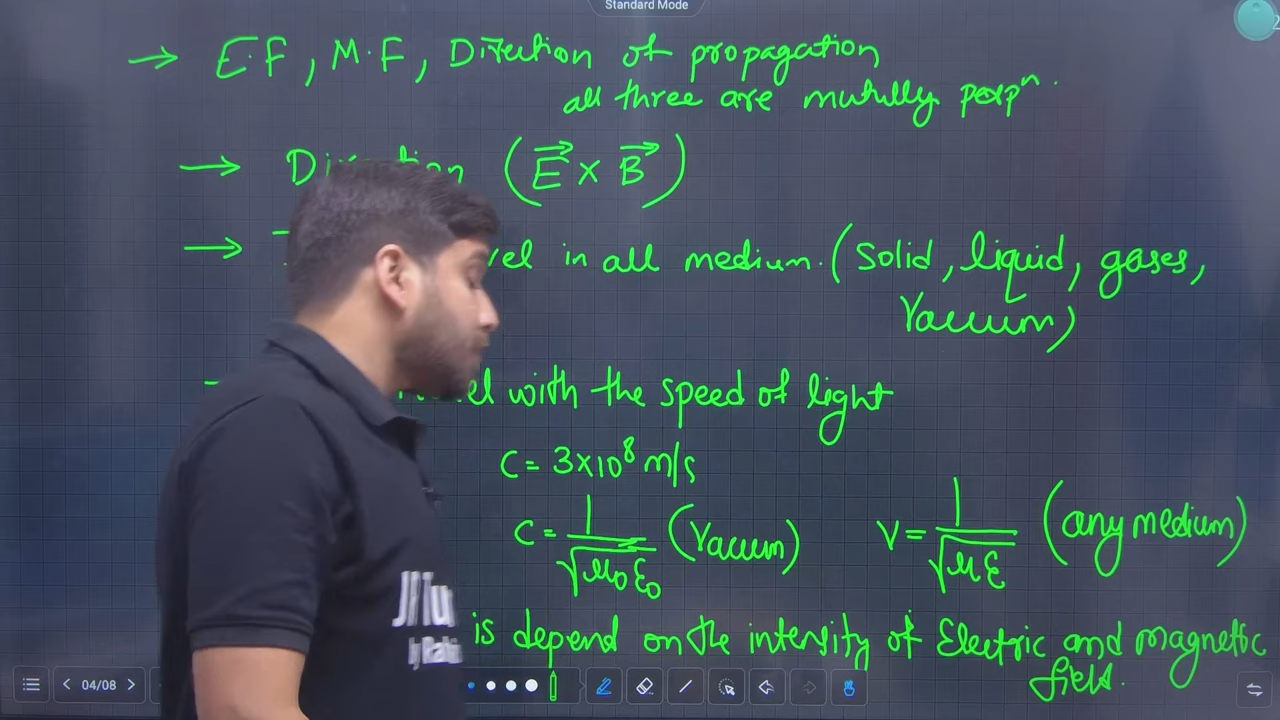 Standard Mode
→ E.F, M.F, Direction of propagation
all three are mutully perpⁿ.
→ (E⃗ × B⃗)
→ in all medium. (Solid, liquid, gases,
Vacuum)
with the speed of light
C = 3×10⁸ m/s
C = 1/√μ₀ε₀ (Vacuum) V = 1/√με (any medium)
is depend on the intensity of Electric and magnetic
field.
04/08